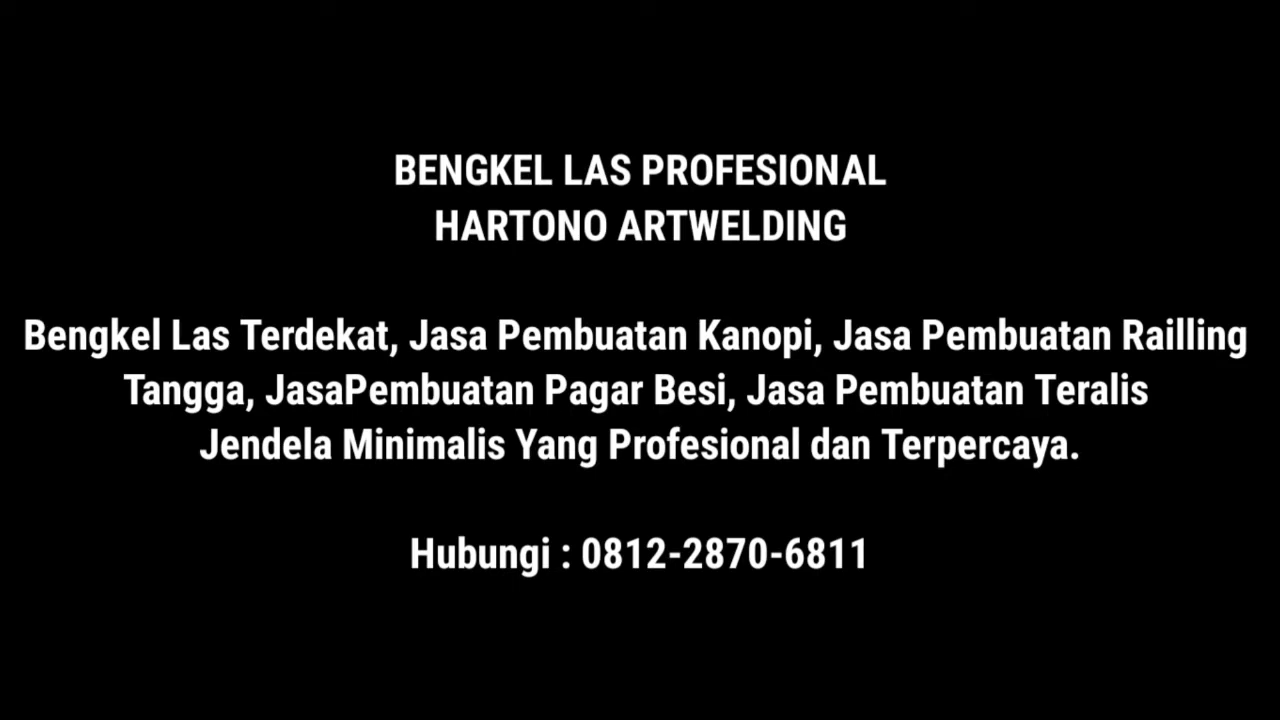 BENGKEL LAS PROFESIONAL
HARTONO ARTWELDING
Bengkel Las Terdekat, Jasa Pembuatan Kanopi, Jasa Pembuatan Railling
Tangga, JasaPembuatan Pagar Besi, Jasa Pembuatan Teralis
Jendela Minimalis Yang Profesional dan Terpercaya.
Hubungi : 0812-2870-6811